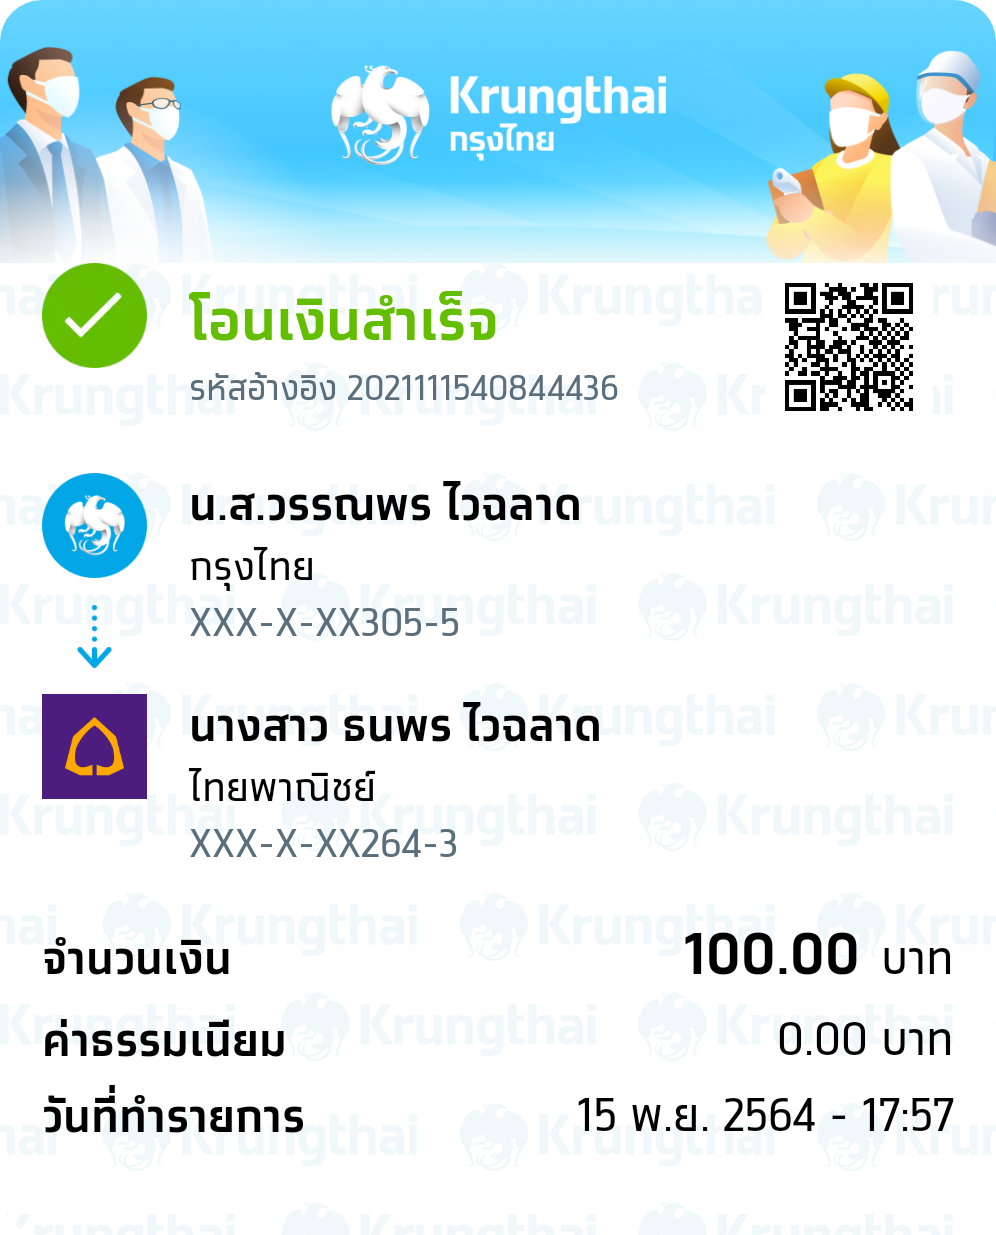 Krungthai
กรุงไทย
โอนเงินสำเร็จ
รหัสอ้างอิง 2021111540844436
น.ส.วรรณพร ไวฉลาด
กรุงไทย
XXX-X-XX305-5
นางสาว ธนพร ไวฉลาด
ไทยพาณิชย์
XXX-X-XX264-3
จำนวนเงิน 100.00 บาท
ค่าธรรมเนียม 0.00 บาท
วันที่ทำรายการ 15 พ.ย. 2564 - 17:57